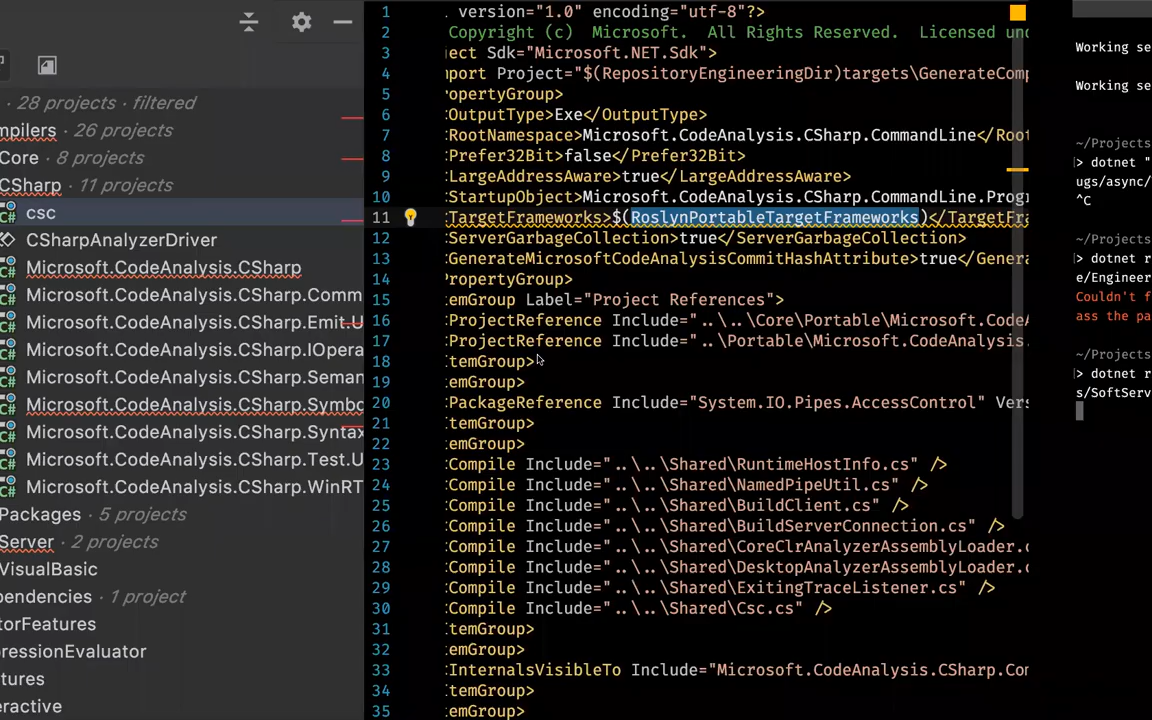 · 28 projects · filtered
mpilers · 26 projects
Core · 8 projects
CSharp · 11 projects
csc
CSharpAnalyzerDriver
Microsoft.CodeAnalysis.CSharp
Microsoft.CodeAnalysis.CSharp.Comm
Microsoft.CodeAnalysis.CSharp.Emit.U
Microsoft.CodeAnalysis.CSharp.IOpera
Microsoft.CodeAnalysis.CSharp.Seman
Microsoft.CodeAnalysis.CSharp.Symbo
Microsoft.CodeAnalysis.CSharp.Syntax
Microsoft.CodeAnalysis.CSharp.Test.U
Microsoft.CodeAnalysis.CSharp.WinRT
Packages · 5 projects
Server · 2 projects
VisualBasic
pendencies · 1 project
torFeatures
pressionEvaluator
tures
eractive
1 version="1.0" encoding="utf-8"?>
2 Copyright (c) Microsoft. All Rights Reserved. Licensed und
3 ject Sdk="Microsoft.NET.Sdk">
4 mport Project="$(RepositoryEngineeringDir)targets\GenerateComp
5 ropertyGroup>
6 <OutputType>Exe</OutputType>
7 <RootNamespace>Microsoft.CodeAnalysis.CSharp.CommandLine</Root
8 <Prefer32Bit>false</Prefer32Bit>
9 <LargeAddressAware>true</LargeAddressAware>
10 <StartupObject>Microsoft.CodeAnalysis.CSharp.CommandLine.Progr
11 <TargetFrameworks>$(RoslynPortableTargetFrameworks)</TargetFra
12 <ServerGarbageCollection>true</ServerGarbageCollection>
13 <GenerateMicrosoftCodeAnalysisCommitHashAttribute>true</Genera
14 ropertyGroup>
15 emGroup Label="Project References">
16 <ProjectReference Include="..\..\Core\Portable\Microsoft.CodeA
17 <ProjectReference Include="..\Portable\Microsoft.CodeAnalysis.
18 temGroup>
19 emGroup>
20 <PackageReference Include="System.IO.Pipes.AccessControl" Vers
21 temGroup>
22 emGroup>
23 <Compile Include="..\..\Shared\RuntimeHostInfo.cs" />
24 <Compile Include="..\..\Shared\NamedPipeUtil.cs" />
25 <Compile Include="..\..\Shared\BuildClient.cs" />
26 <Compile Include="..\..\Shared\BuildServerConnection.cs" />
27 <Compile Include="..\..\Shared\CoreClrAnalyzerAssemblyLoader.c
28 <Compile Include="..\..\Shared\DesktopAnalyzerAssemblyLoader.c
29 <Compile Include="..\..\Shared\ExitingTraceListener.cs" />
30 <Compile Include="..\..\Shared\Csc.cs" />
31 temGroup>
32 emGroup>
33 <InternalsVisibleTo Include="Microsoft.CodeAnalysis.CSharp.Com
34 temGroup>
35 emGroup>
Working se
Working se
~/Projects
> dotnet "
ugs/async/
^C
~/Projects
> dotnet r
e/Engineer
Couldn't f
ass the pa
~/Projects
> dotnet r
s/SoftServ